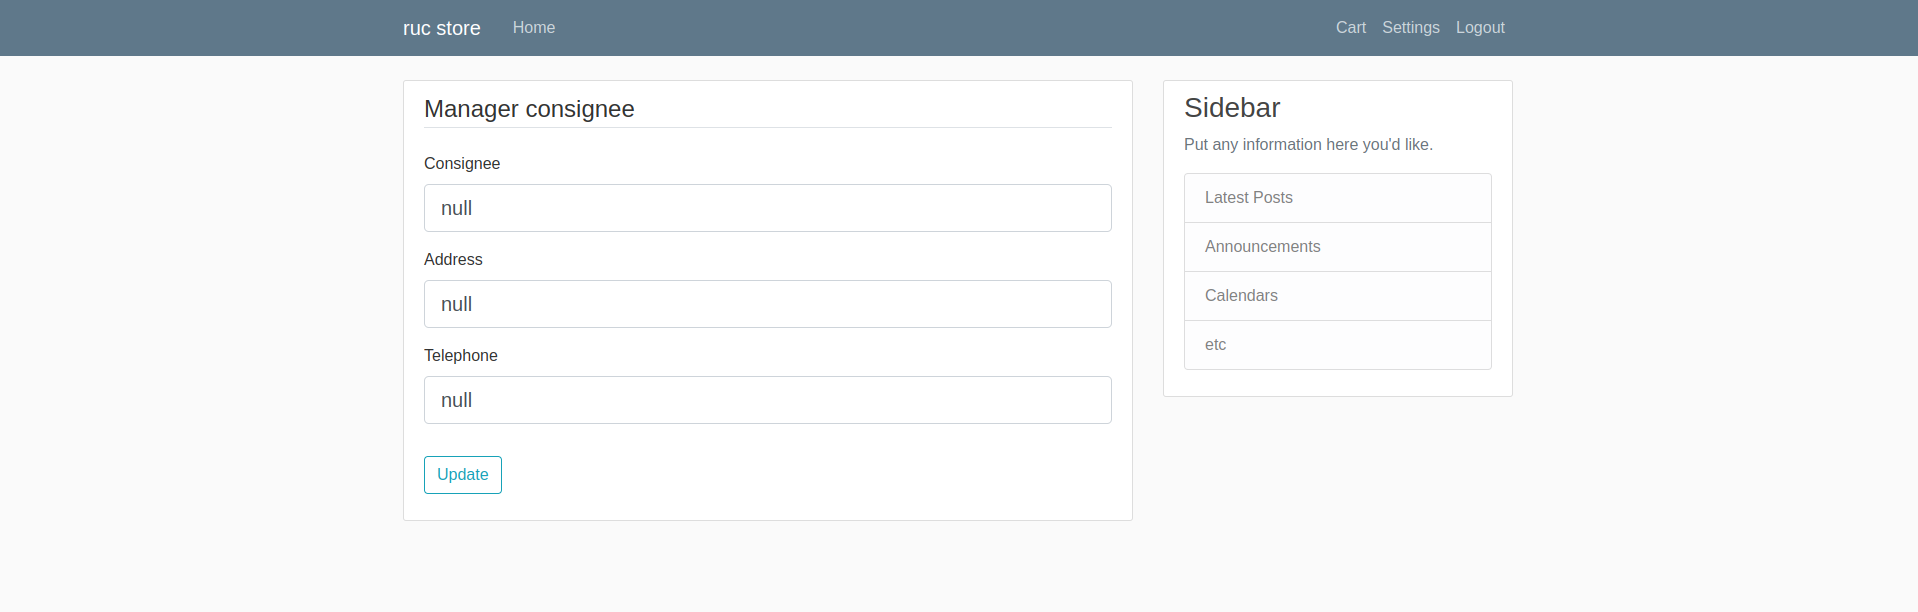 ruc store Home Cart Settings Logout
Manager consignee
Consignee
null
Address
null
Telephone
null
Update
Sidebar
Put any information here you'd like.
Latest Posts
Announcements
Calendars
etc